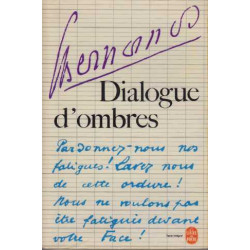 Bernanos
Dialogue
d'ombres
Pardonnez-nous nos
fatigues! Lavez nous
de cette ordure!
Nous ne voulons pas
être fatigués devant
votre Face!